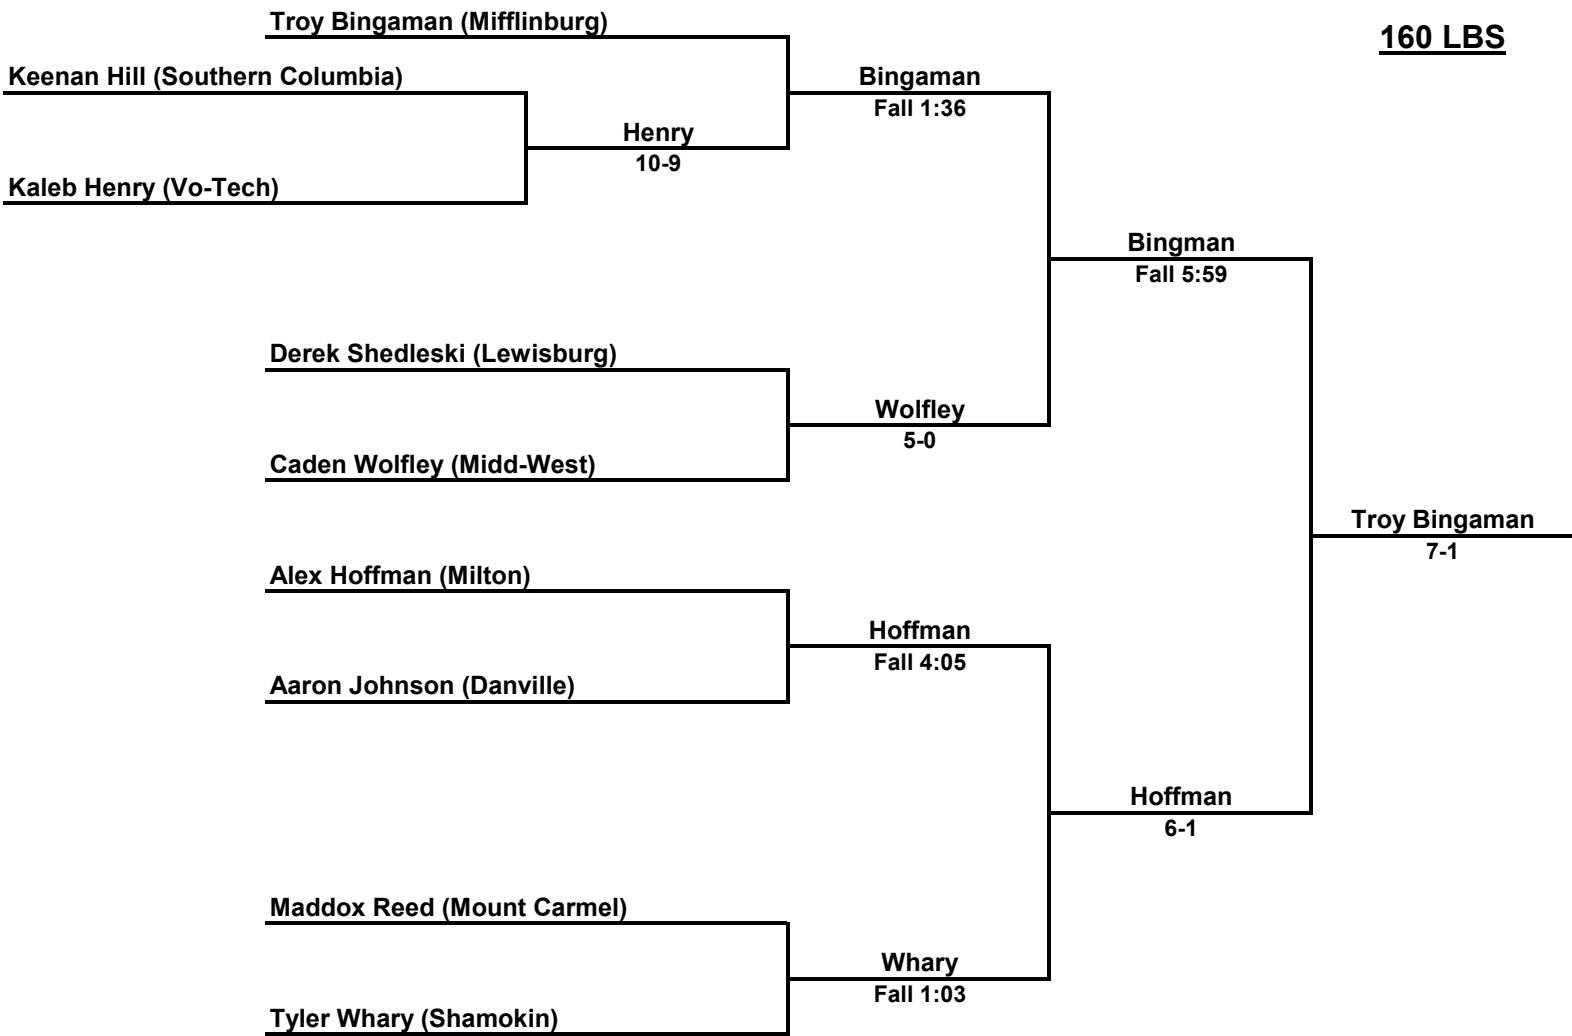 Troy Bingaman (Mifflinburg)
160 LBS
Keenan Hill (Southern Columbia)
Bingaman
Fall 1:36
Henry
10-9
Kaleb Henry (Vo-Tech)
Bingman
Fall 5:59
Derek Shedleski (Lewisburg)
Wolfley
5-0
Caden Wolfley (Midd-West)
Troy Bingaman
7-1
Alex Hoffman (Milton)
Hoffman
Fall 4:05
Aaron Johnson (Danville)
Hoffman
6-1
Maddox Reed (Mount Carmel)
Whary
Fall 1:03
Tyler Whary (Shamokin)